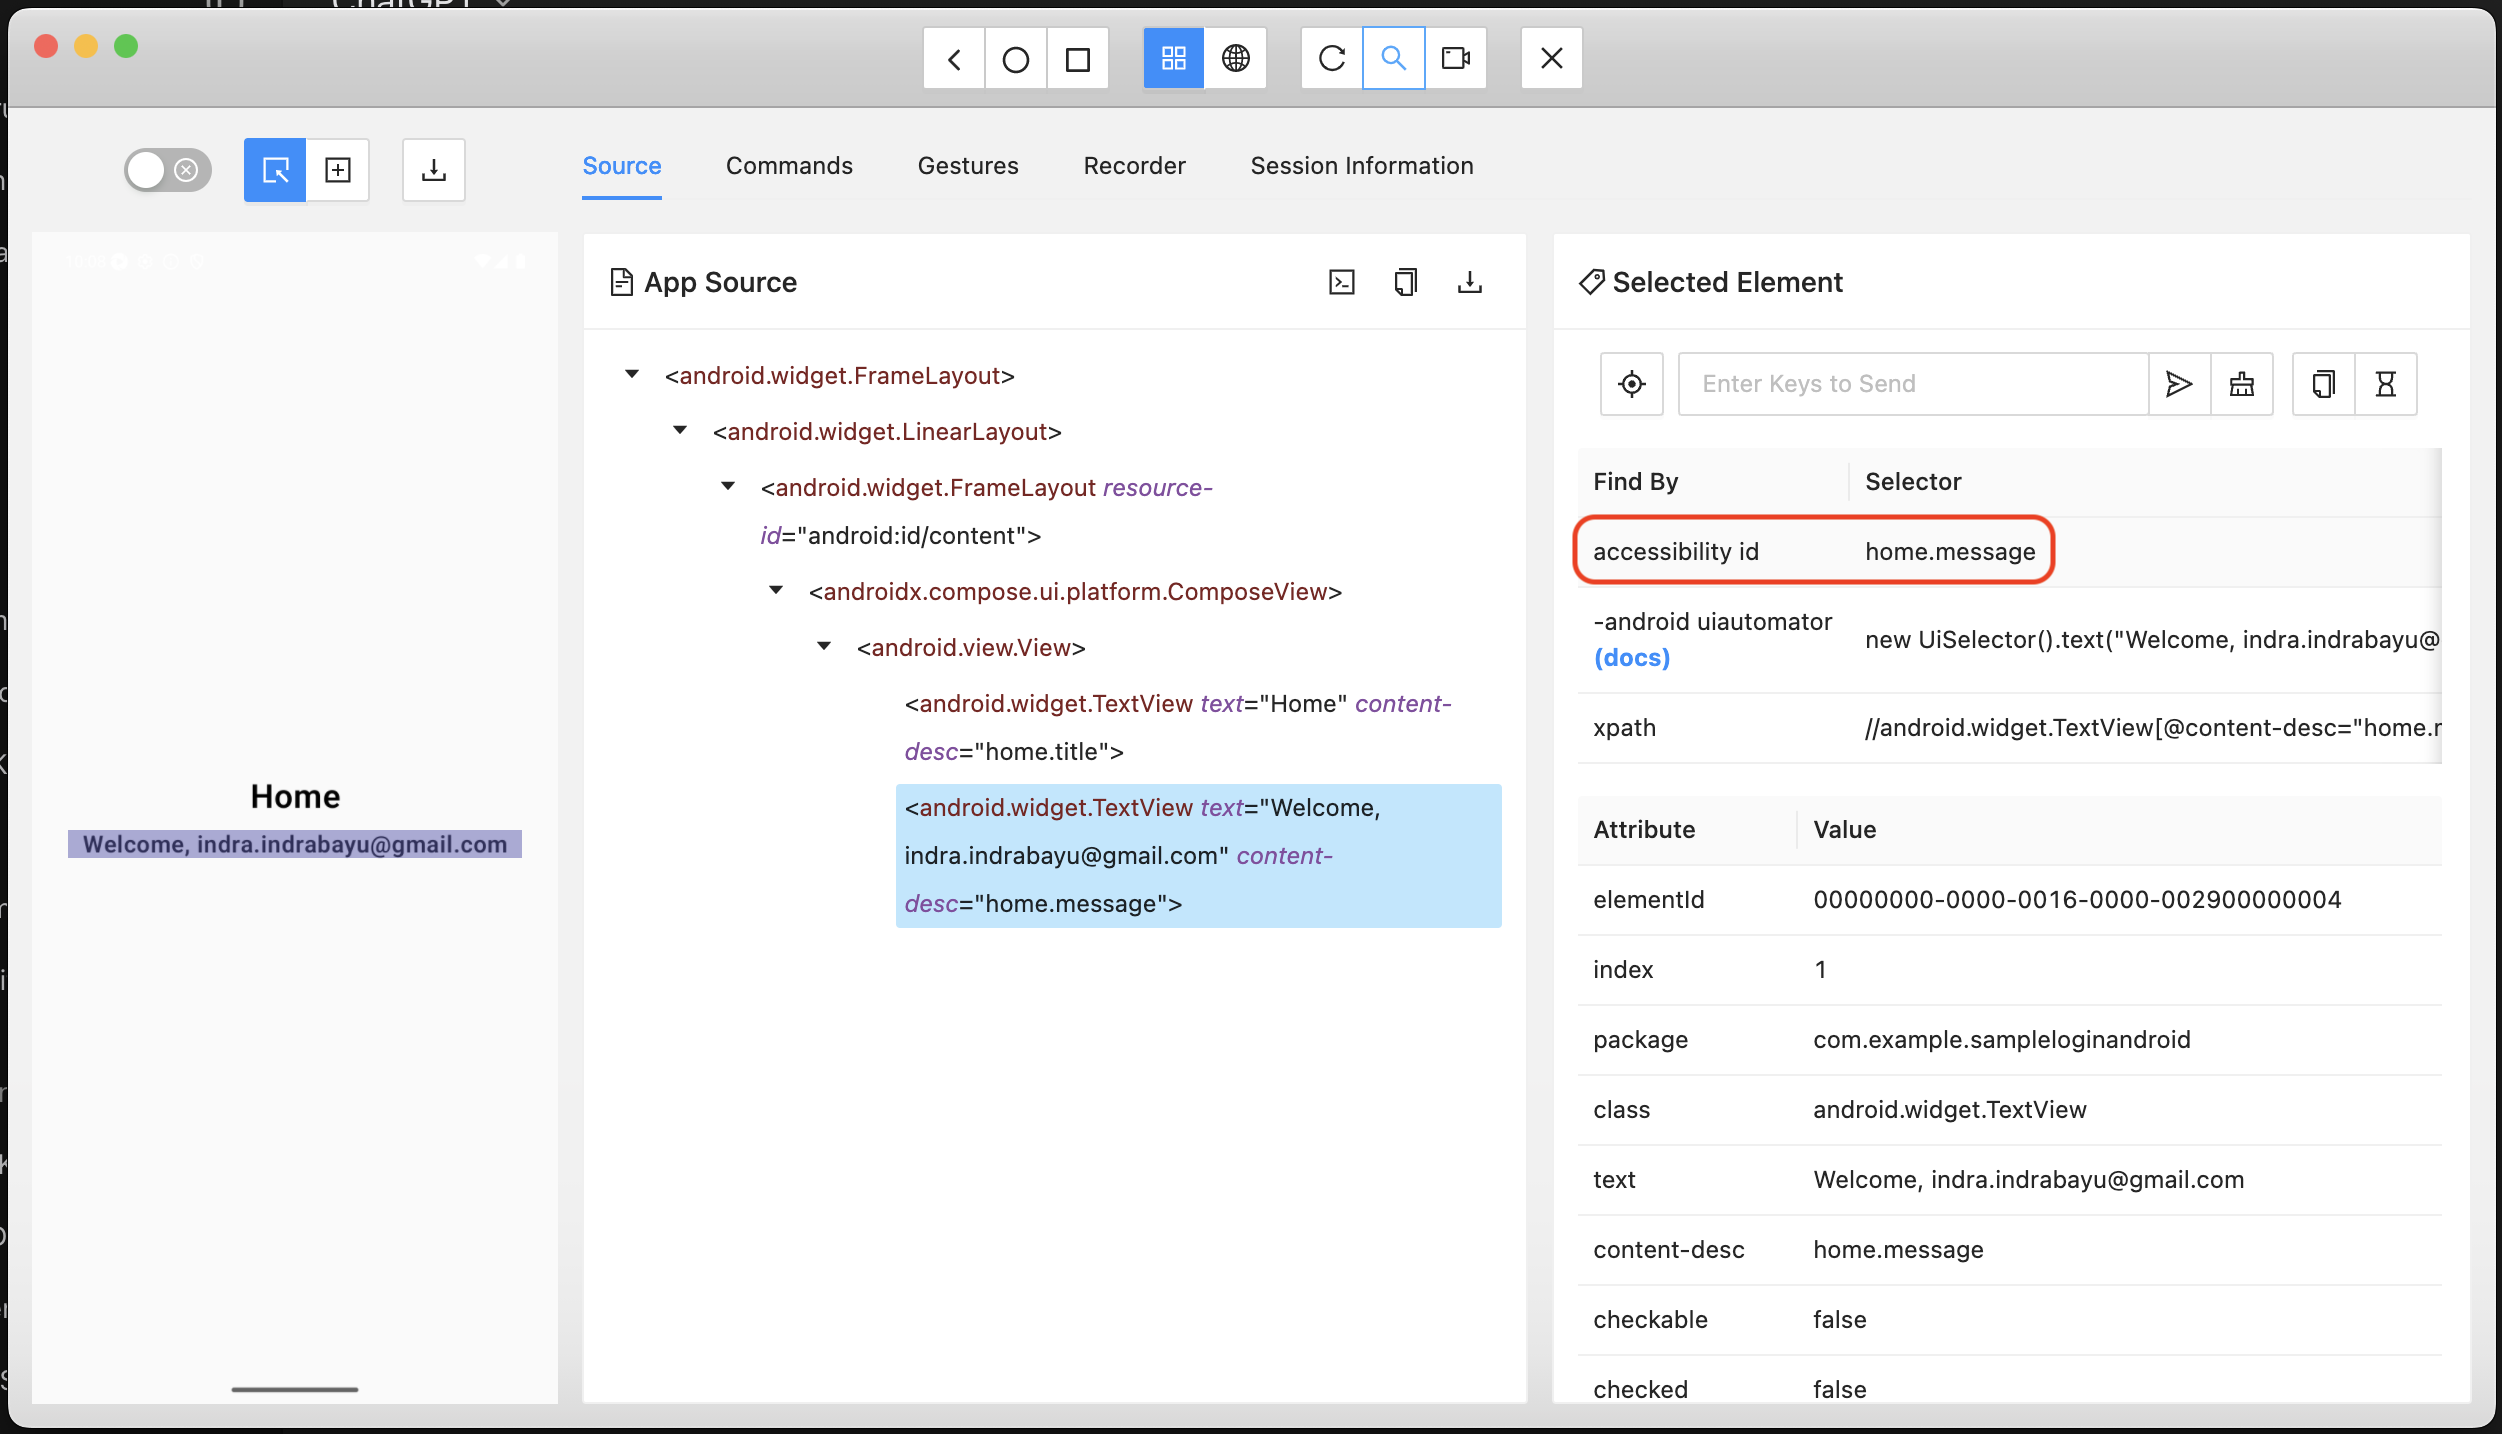 Source
Commands
Gestures
Recorder
Session Information
Home
Welcome, indra.indrabayu@gmail.com
App Source
<android.widget.FrameLayout>
<android.widget.LinearLayout>
<android.widget.FrameLayout resource-
id="android:id/content">
<androidx.compose.ui.platform.ComposeView>
<android.view.View>
<android.widget.TextView text="Home" content-
desc="home.title">
<android.widget.TextView text="Welcome,
indra.indrabayu@gmail.com" content-
desc="home.message">
Selected Element
Enter Keys to Send
Find By
Selector
accessibility id
home.message
-android uiautomator
(docs)
new UiSelector().text("Welcome, indra.indrabayu@
xpath
//android.widget.TextView[@content-desc="home.
Attribute
Value
elementId
00000000-0000-0016-0000-002900000004
index
1
package
com.example.sampleloginandroid
class
android.widget.TextView
text
Welcome, indra.indrabayu@gmail.com
content-desc
home.message
checkable
false
checked
false